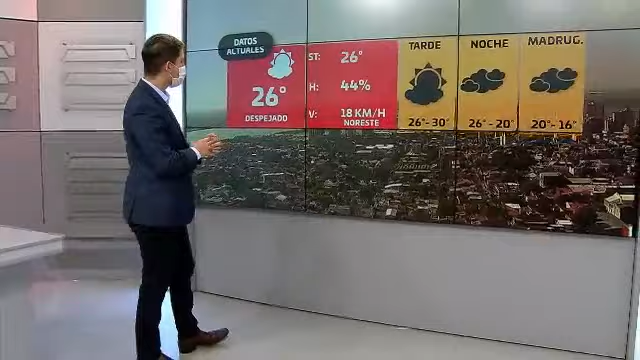 DATOS
ACTUALES
26°
DESPEJADO
ST: 26°
H: 44%
V: 18 KM/H
NORESTE
TARDE
26°- 30°
NOCHE
26°- 20°
MADRUG.
20°- 16°